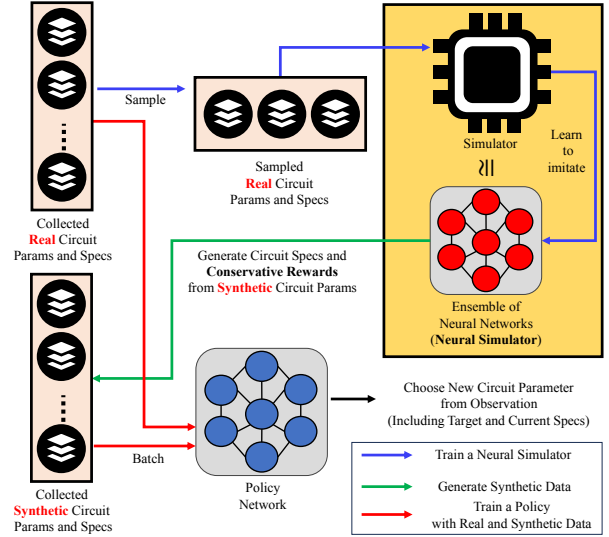 Sample
Sampled
Real Circuit
Params and Specs
Simulator
Learn
to
imitate
≈
Collected
Real Circuit
Params and Specs
Generate Circuit Specs and
Conservative Rewards
from Synthetic Circuit Params
Ensemble of
Neural Networks
(Neural Simulator)
Choose New Circuit Parameter
from Observation
(Including Target and Current Specs)
Batch
Policy
Network
Collected
Synthetic Circuit
Params and Specs
Train a Neural Simulator
Generate Synthetic Data
Train a Policy
with Real and Synthetic Data